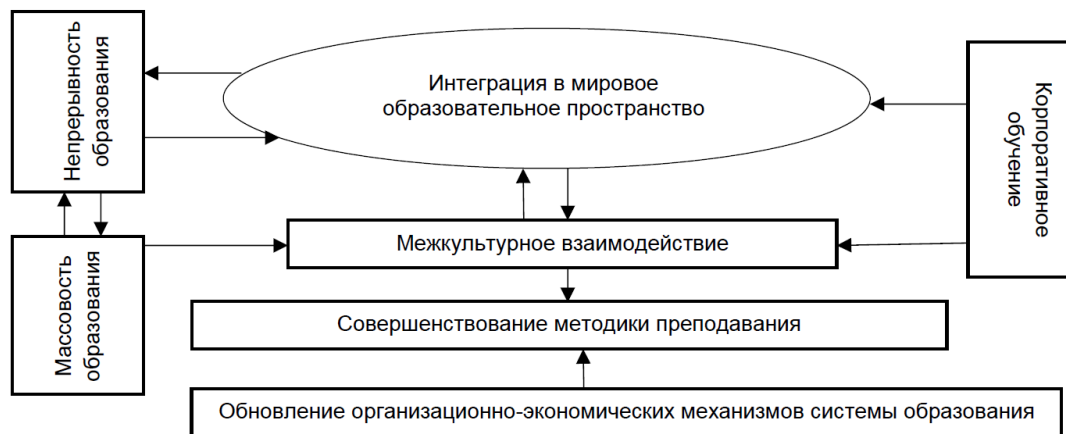 Непрерывность
образования
Интеграция в мировое
образовательное пространство
Корпоративное
обучение
Массовость
образования
Межкультурное взаимодействие
Совершенствование методики преподавания
Обновление организационно-экономических механизмов системы образования